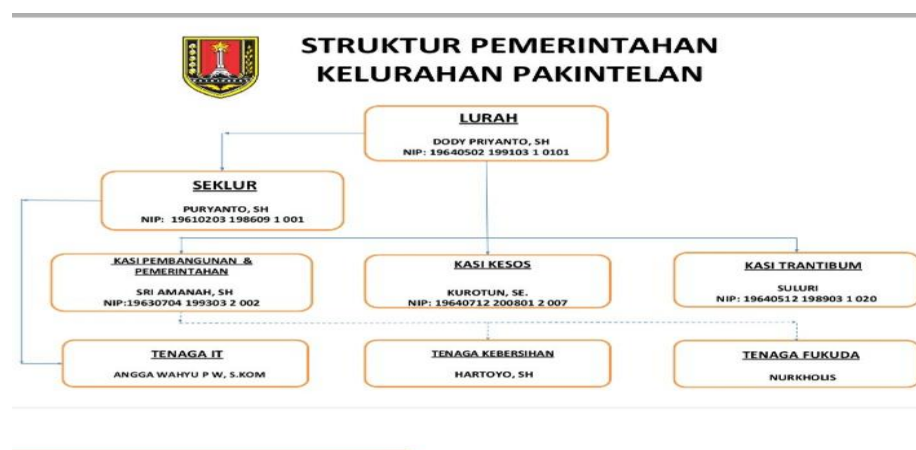 STRUKTUR PEMERINTAHAN
KELURAHAN PAKINTELAN
LURAH
DODY PRIYANTO, SH
NIP: 19640502 199103 1 0101
SEKLUR
PURYANTO, SH
NIP: 19610203 198609 1 001
KASI PEMBANGUNAN &
PEMERINTAHAN
SRI AMANAH, SH
NIP:19630704 199303 2 002
KASI KESOS
KUROTUN, SE.
NIP: 19640712 200801 2 007
KASI TRANTIBUM
SULURI
NIP: 19640512 198903 1 020
TENAGA IT
ANGGA WAHYU P W, S.KOM
TENAGA KEBERSIHAN
HARTOYO, SH
TENAGA FUKUDA
NURKHOLIS